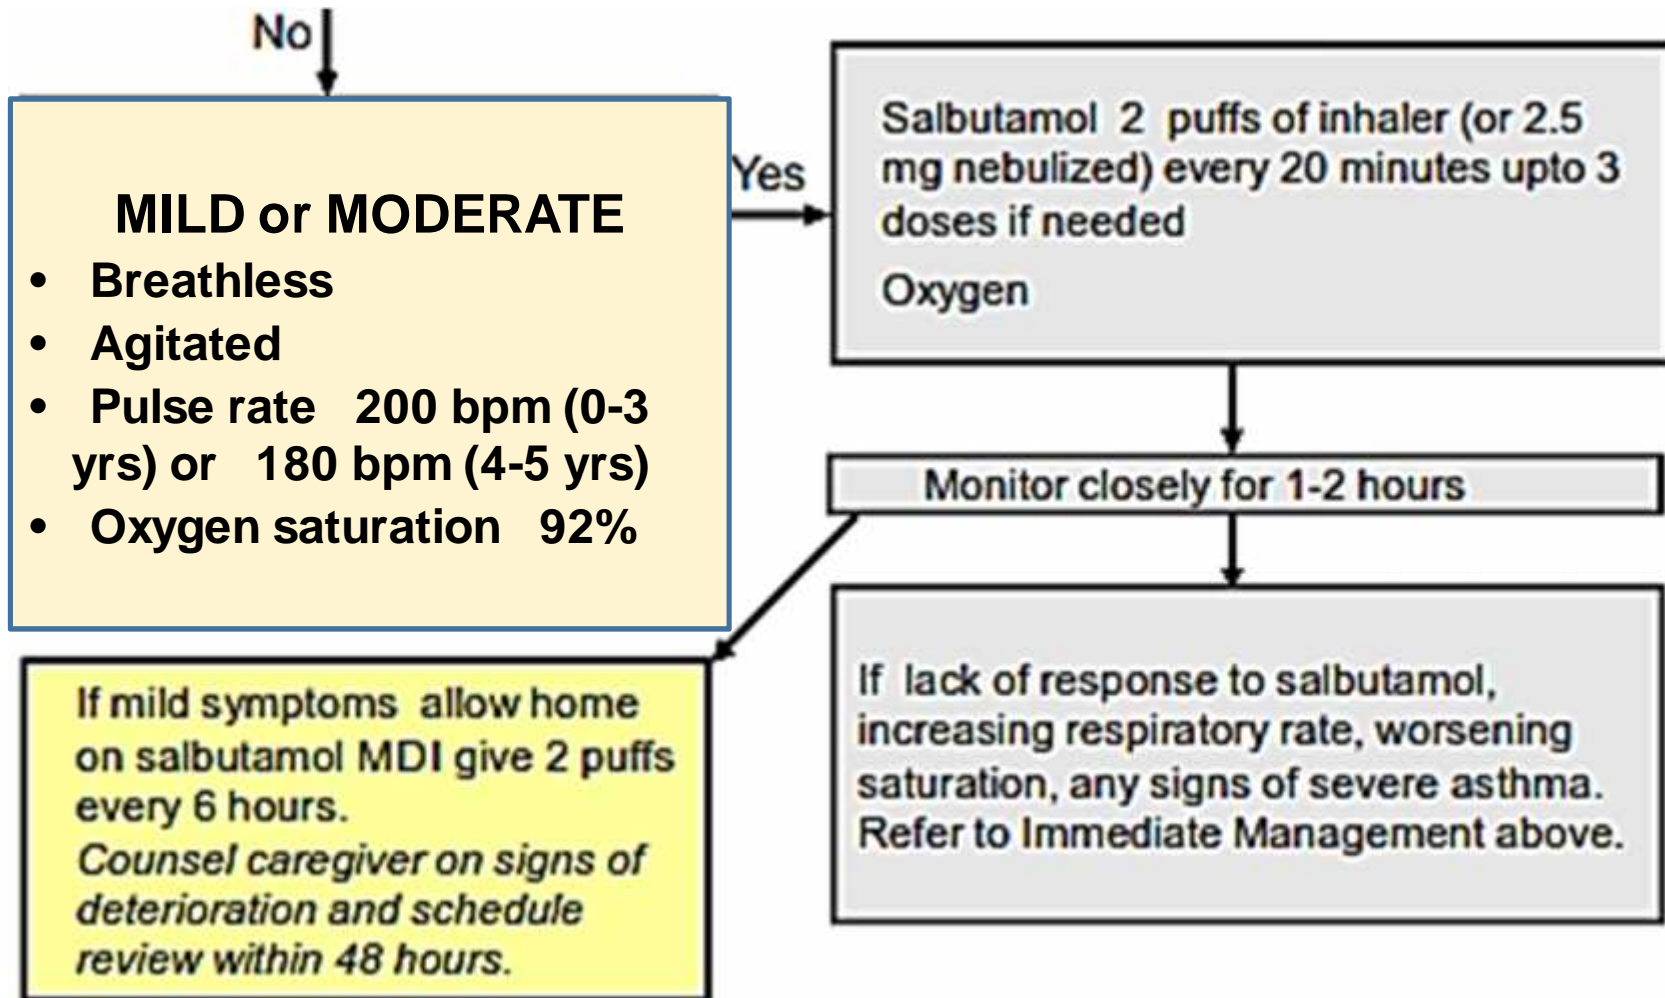 No
MILD or MODERATE
• Breathless
• Agitated
• Pulse rate 200 bpm (0-3
yrs) or 180 bpm (4-5 yrs)
• Oxygen saturation 92%
Yes
Salbutamol 2 puffs of inhaler (or 2.5
mg nebulized) every 20 minutes upto 3
doses if needed
Oxygen
Monitor closely for 1-2 hours
If mild symptoms allow home
on salbutamol MDI give 2 puffs
every 6 hours.
Counsel caregiver on signs of
deterioration and schedule
review within 48 hours.
If lack of response to salbutamol,
increasing respiratory rate, worsening
saturation, any signs of severe asthma.
Refer to Immediate Management above.